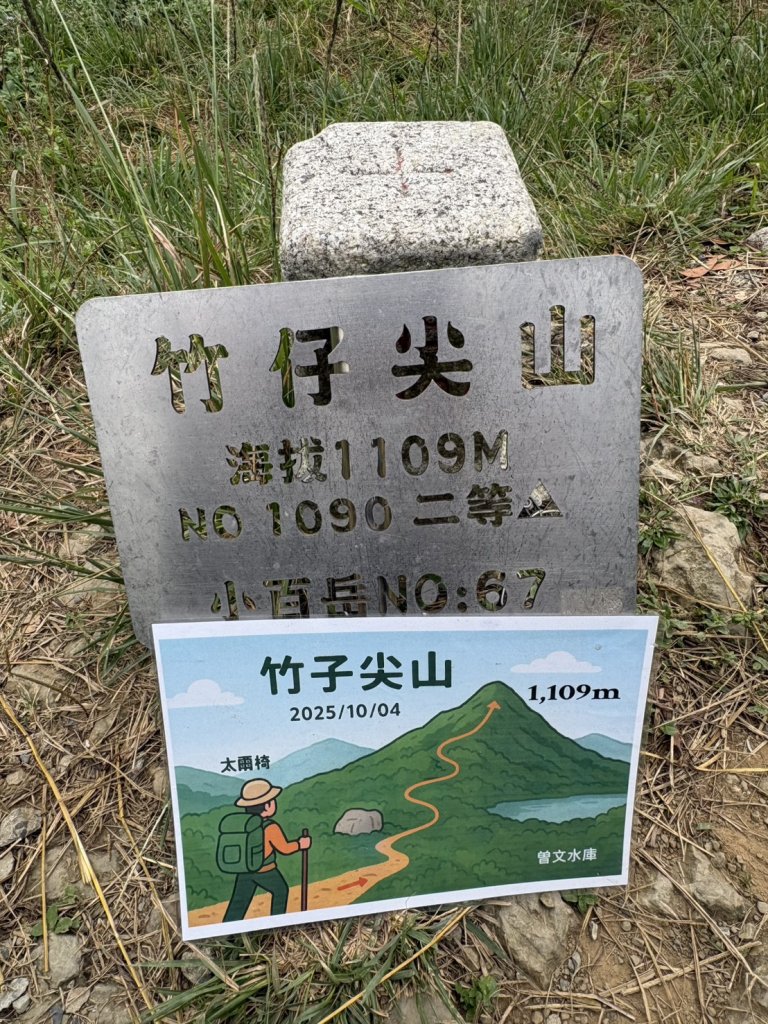 竹仔尖山
海拔1109M
NO 1090 二等△
小百岳NO:67
竹子尖山
2025/10/04
1,109m
太爾椅
曾文水庫